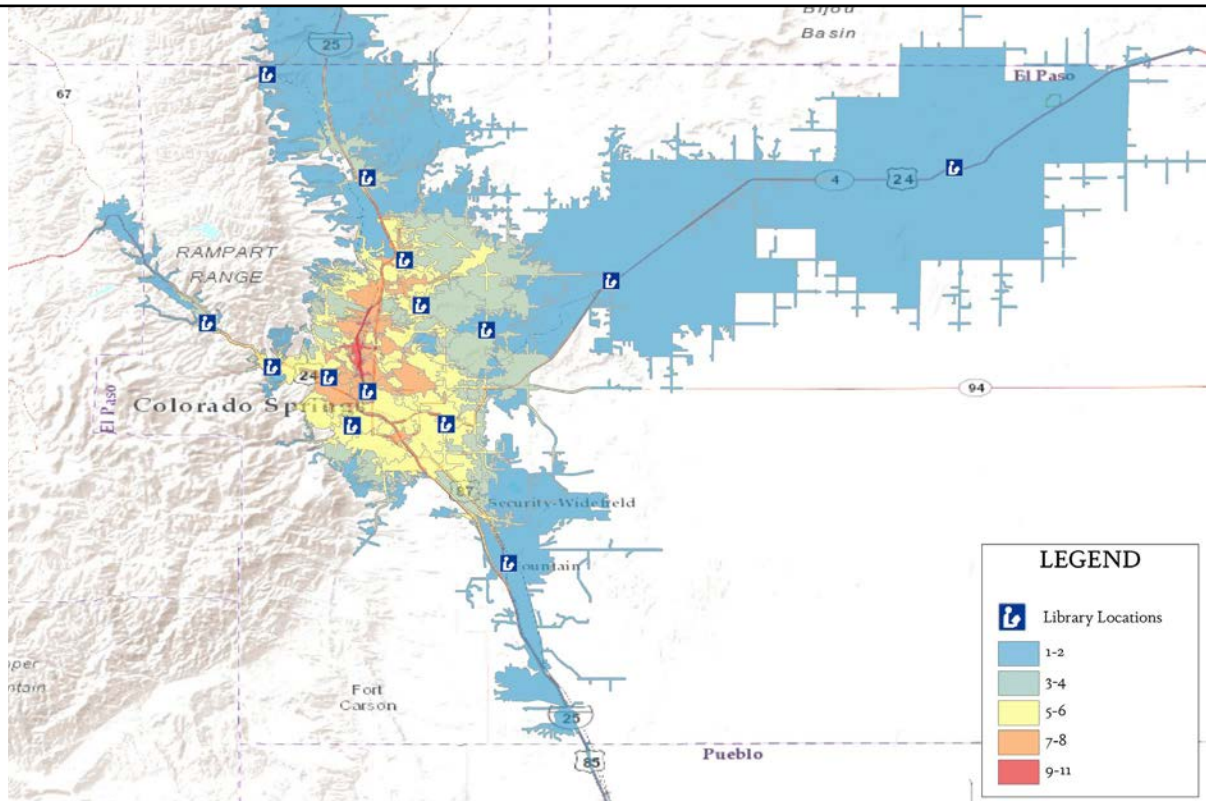 Bijou
Basin
25
67
El Paso
4
24
RAMPART
RANGE
El Paso
24
94
Colorado Springs
87
Security-Widefield
Fountain
LEGEND
Library Locations
1-2
3-4
5-6
7-8
9-11
Fort
Carson
25
Pueblo
85